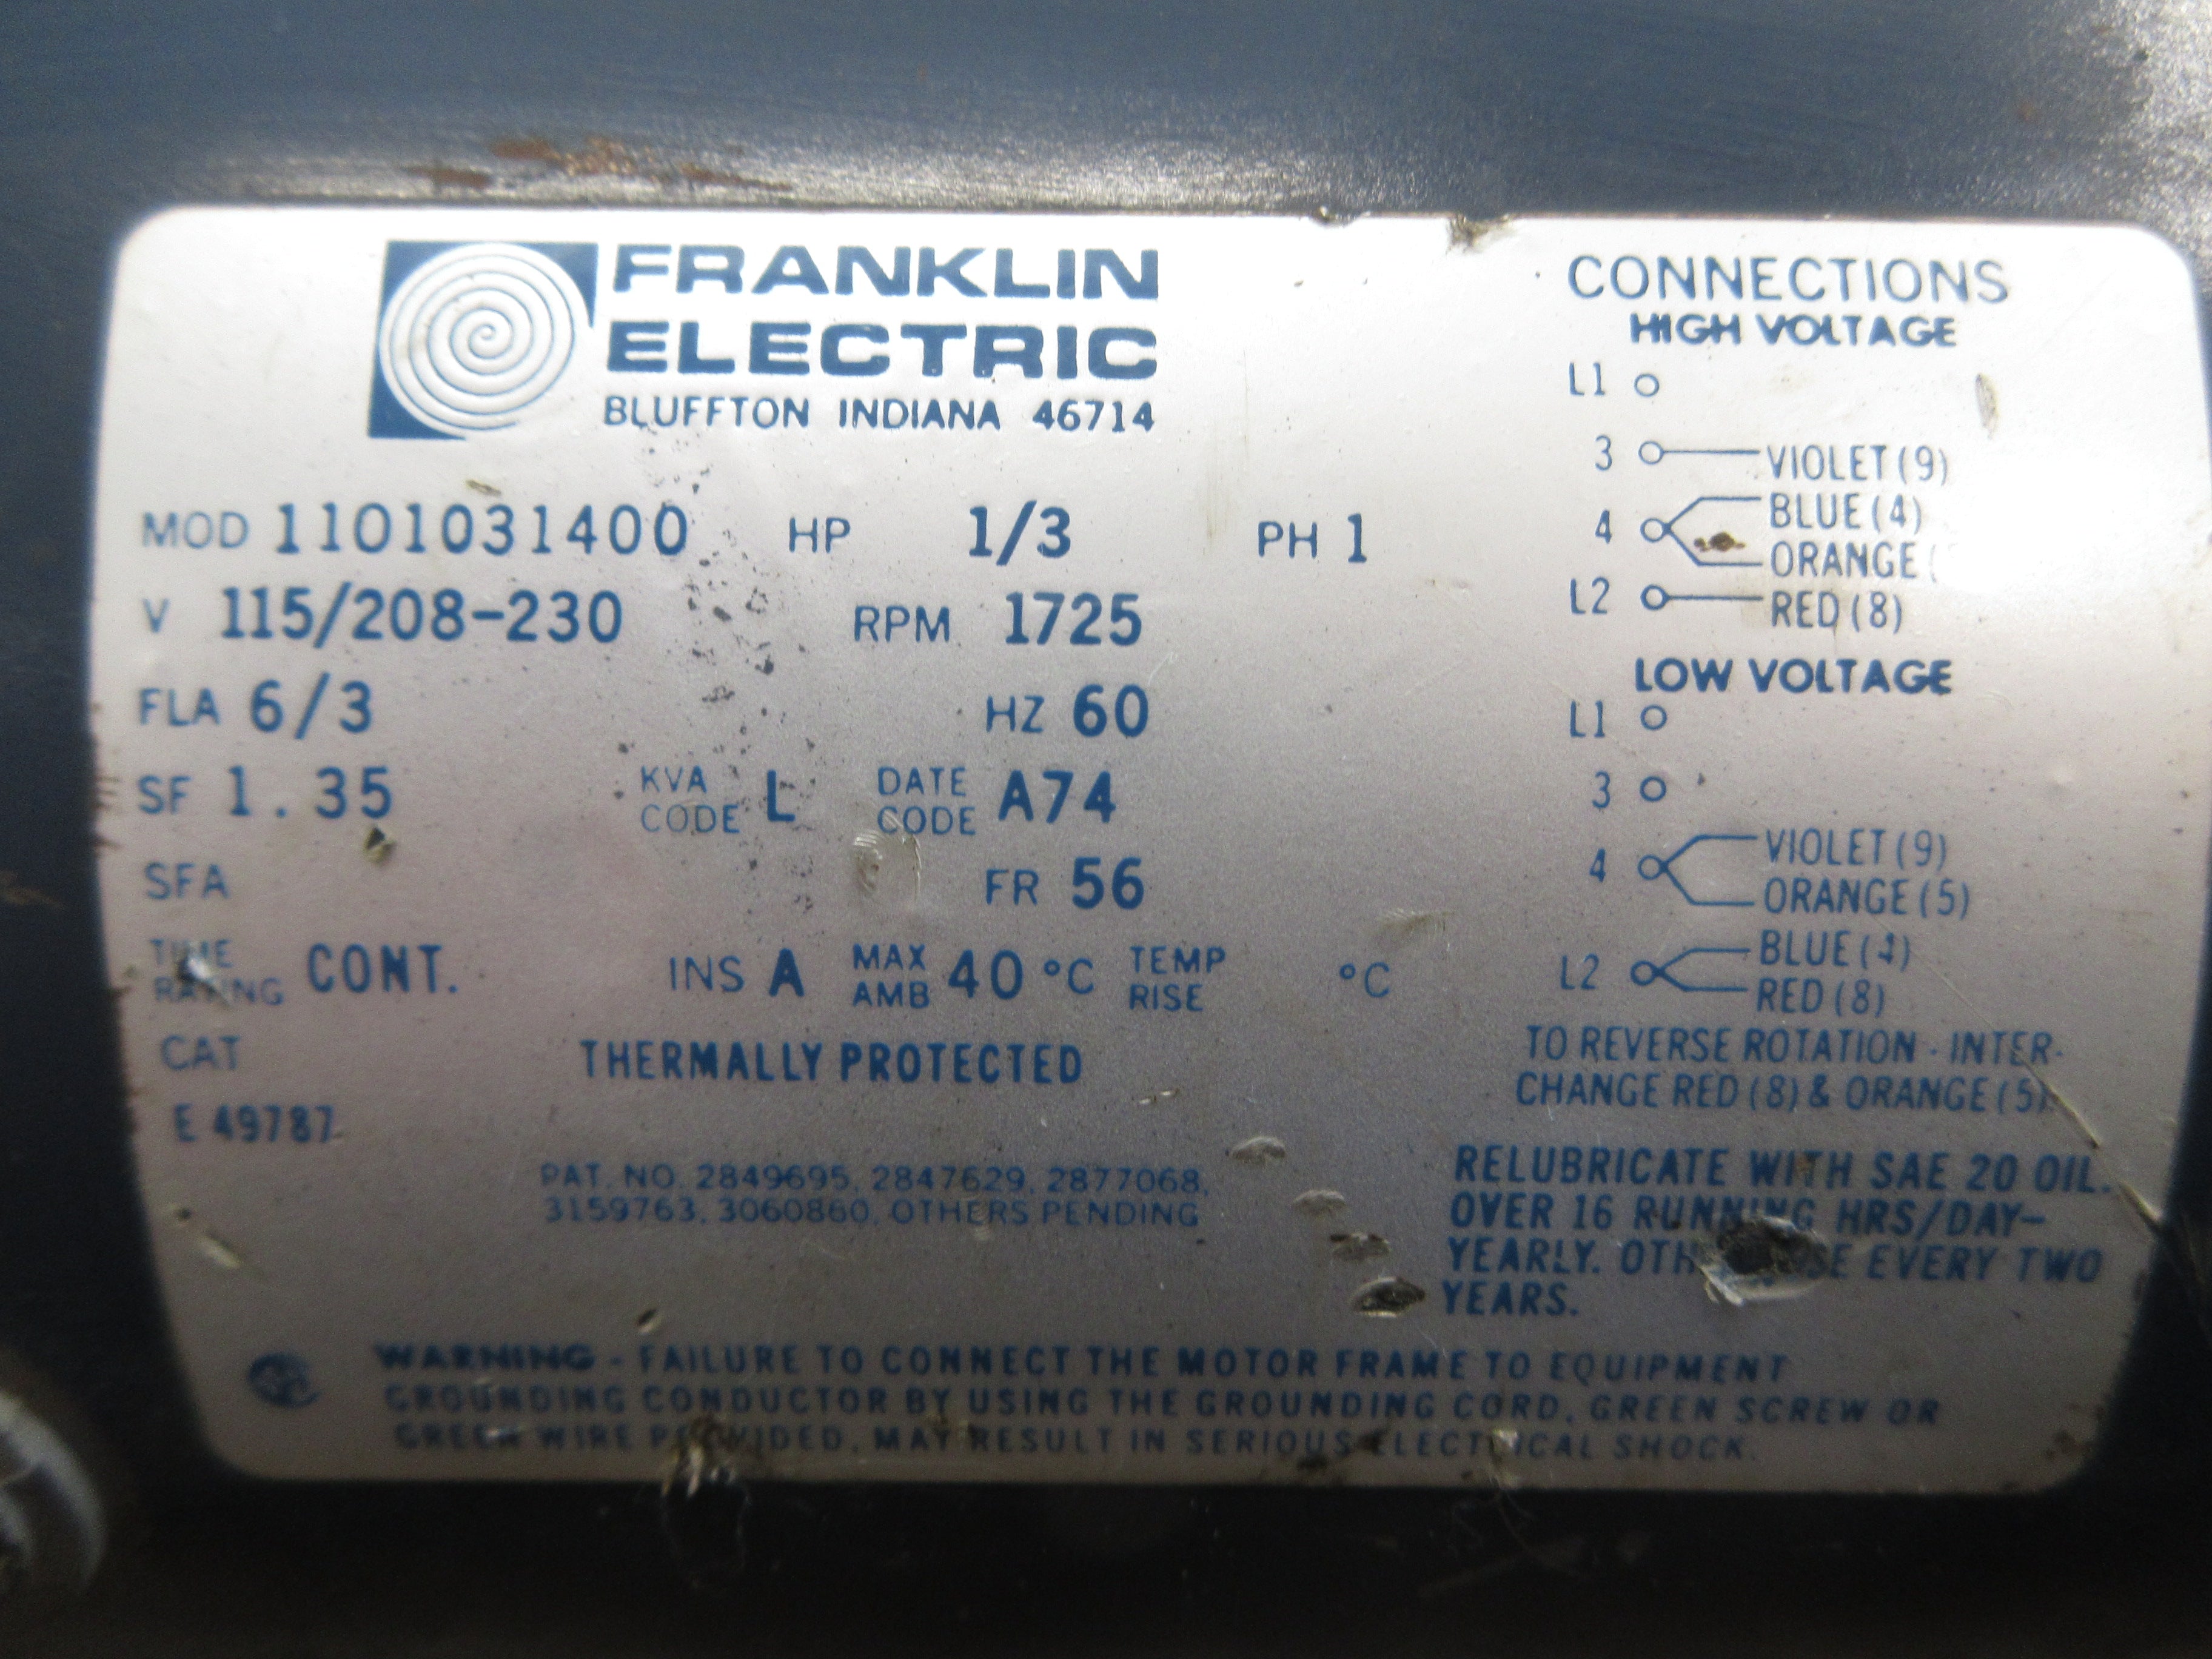 FRANKLIN
ELECTRIC
BLUFFTON INDIANA 46714
MOD 1101031400 HP 1/3 PH 1
V 115/208-230 RPM 1725
FLA 6/3 HZ 60
SF 1.35 KVA CODE L DATE CODE A74
SFA FR 56
TIME RATING CONT. INS A MAX AMB 40 °C TEMP RISE °C
CAT THERMALLY PROTECTED
E 49787
PAT. NO. 2849695, 2847629, 2877068,
3159763, 3060860, OTHERS PENDING
CONNECTIONS
HIGH VOLTAGE
L1
3 VIOLET (9)
4 BLUE (4)
ORANGE (
L2 RED (8)
LOW VOLTAGE
L1
3
4 VIOLET (9)
ORANGE (5)
L2 BLUE (4)
RED (8)
TO REVERSE ROTATION - INTER-
CHANGE RED (8) & ORANGE (5)
RELUBRICATE WITH SAE 20 OIL.
OVER 16 RUNNING HRS/DAY-
YEARLY. OTHERWISE EVERY TWO
YEARS.
WARNING - FAILURE TO CONNECT THE MOTOR FRAME TO EQUIPMENT
GROUNDING CONDUCTOR BY USING THE GROUNDING CORD, GREEN SCREW OR
GREEN WIRE PROVIDED, MAY RESULT IN SERIOUS ELECTRICAL SHOCK.